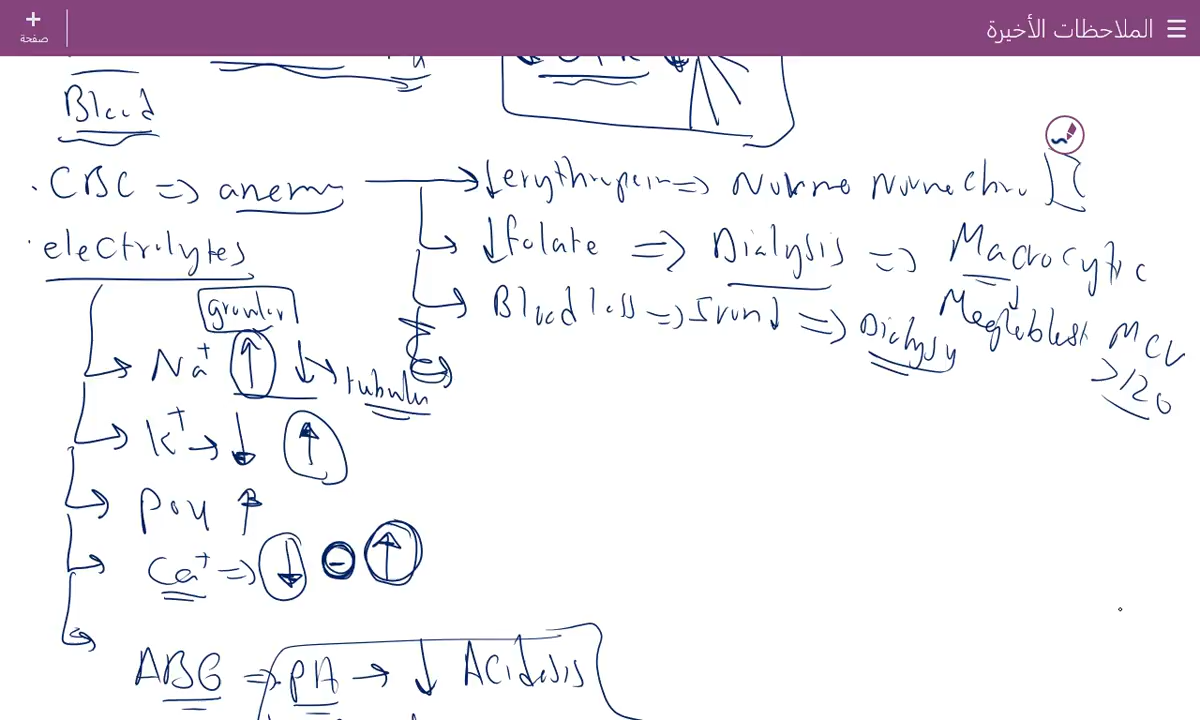 الملاحظات الأخيرة
+
صفحة
Blood
. CBC => anemia → ↓ erythropoein => Normo Normochro
↓ folate => Dialysis => Macrocytic
Blood loss => Iron ↓ => Dialysis
Megaloblast MCV
>120
. electrolytes
Na+ ↑ ↓ → tubular
K+ → ↓ ↑
PO4 ↑
Ca+ => ↓ - ↑
ABG => PH → ↓ Acidosis